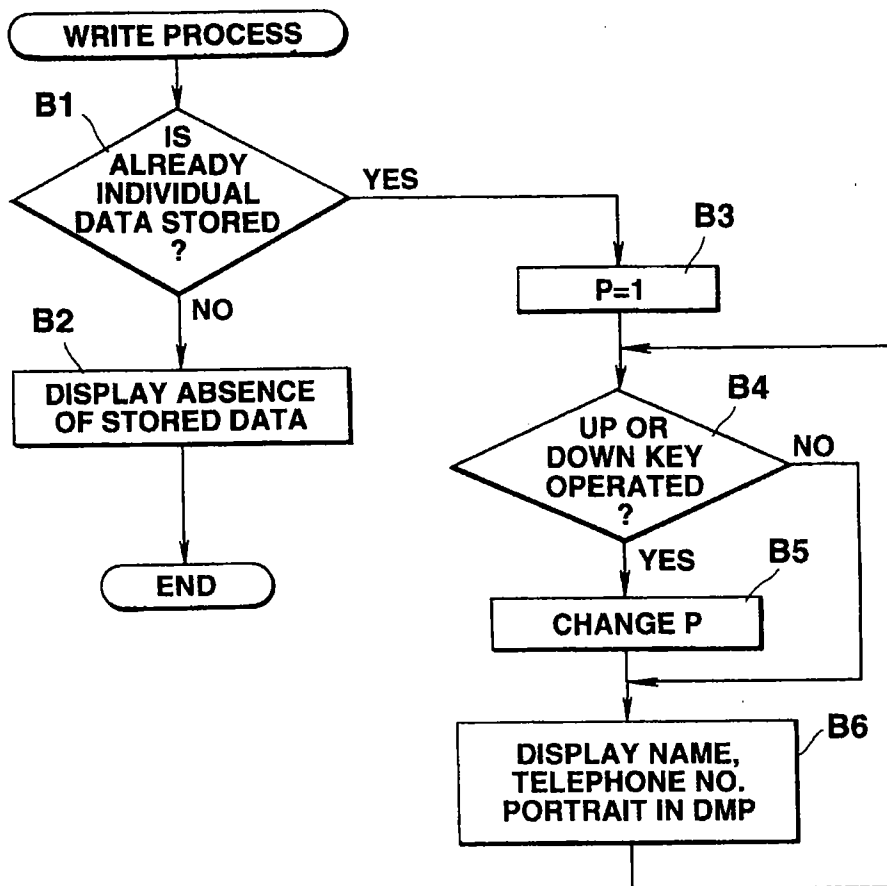 WRITE PROCESS
B1
IS
ALREADY
INDIVIDUAL
DATA STORED
?
YES
NO
B2
DISPLAY ABSENCE
OF STORED DATA
END
B3
P=1
B4
UP OR
DOWN KEY
OPERATED
?
NO
YES
B5
CHANGE P
B6
DISPLAY NAME,
TELEPHONE NO.
PORTRAIT IN DMP